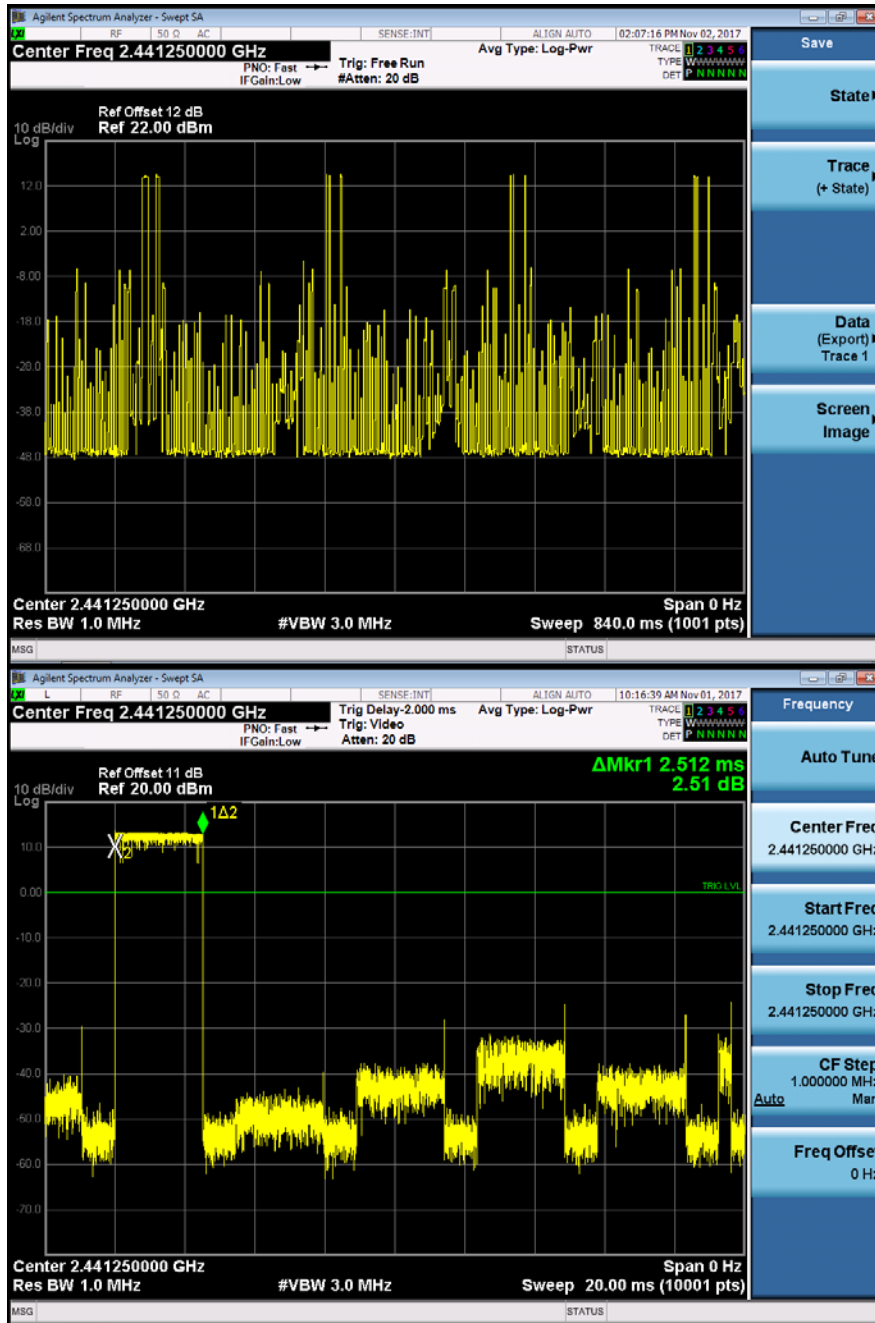 Agilent Spectrum Analyzer - Swept SA
LXI RF 50 Ω AC SENSE:INT ALIGN AUTO 02:07:16 PM Nov 02, 2017
Center Freq 2.441250000 GHz
PNO: Fast
IFGain:Low
Trig: Free Run
#Atten: 20 dB
Avg Type: Log-Pwr
TRACE 1 2 3 4 5 6
TYPE W
DET P N N N N N
Ref Offset 12 dB
10 dB/div Ref 22.00 dBm
Log
12.0
2.00
-8.00
-18.0
-28.0
-38.0
-48.0
-58.0
-68.0
Center 2.441250000 GHz Span 0 Hz
Res BW 1.0 MHz #VBW 3.0 MHz Sweep 840.0 ms (1001 pts)
MSG STATUS
Save
State
Trace
(+ State)
Data
(Export)
Trace 1
Screen
Image
Agilent Spectrum Analyzer - Swept SA
LXI L RF 50 Ω AC SENSE:INT ALIGN AUTO 10:16:39 AM Nov 01, 2017
Center Freq 2.441250000 GHz
PNO: Fast
IFGain:Low
Trig Delay-2.000 ms
Trig: Video
Atten: 20 dB
Avg Type: Log-Pwr
TRACE 1 2 3 4 5 6
TYPE W
DET P N N N N N
ΔMkr1 2.512 ms
2.51 dB
Ref Offset 11 dB
10 dB/div Ref 20.00 dBm
Log
1Δ2
2
10.0
0.00
TRIG LVL
-10.0
-20.0
-30.0
-40.0
-50.0
-60.0
-70.0
Center 2.441250000 GHz Span 0 Hz
Res BW 1.0 MHz #VBW 3.0 MHz Sweep 20.00 ms (10001 pts)
MSG STATUS
Frequency
Auto Tune
Center Freq
2.441250000 GHz
Start Freq
2.441250000 GHz
Stop Freq
2.441250000 GHz
CF Step
1.000000 MHz
Auto Man
Freq Offset
0 Hz